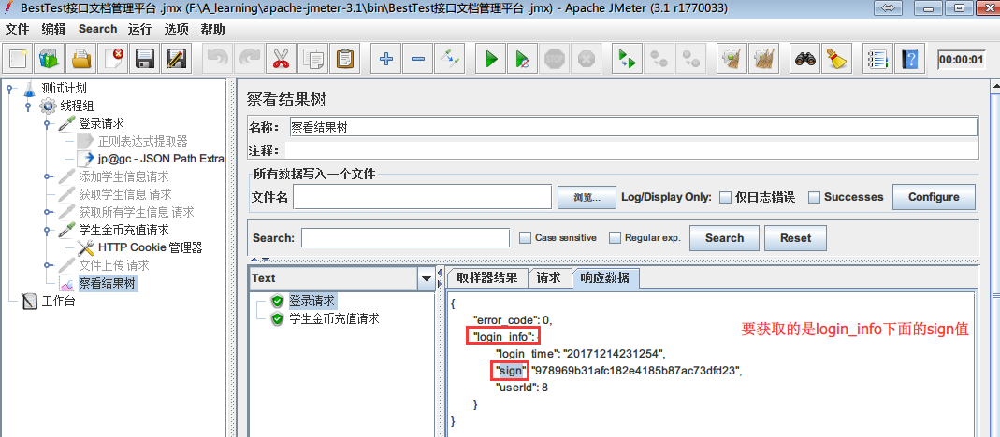 BestTest接口文档管理平台 .jmx (F:\A_learning\apache-jmeter-3.1\bin\BestTest接口文档管理平台 .jmx) - Apache JMeter (3.1 r1770033)
文件 编辑 Search 运行 选项 帮助
00:00:01
测试计划
线程组
登录请求
正则表达式提取器
jp@gc - JSON Path Extra
添加学生信息请求
获取学生信息 请求
获取所有学生信息 请求
学生金币充值请求
HTTP Cookie 管理器
文件上传 请求
察看结果树
工作台
察看结果树
名称: 察看结果树
注释:
所有数据写入一个文件
文件名 浏览... Log/Display Only: 仅日志错误 Successes Configure
Search: Case sensitive Regular exp. Search Reset
Text
登录请求
学生金币充值请求
取样器结果 请求 响应数据
{
"error_code": 0,
"login_info": {
"login_time": "20171214231254",
"sign": "978969b31afc182e4185b87ac73dfd23",
"userId": 8
}
}
要获取的是login_info下面的sign值